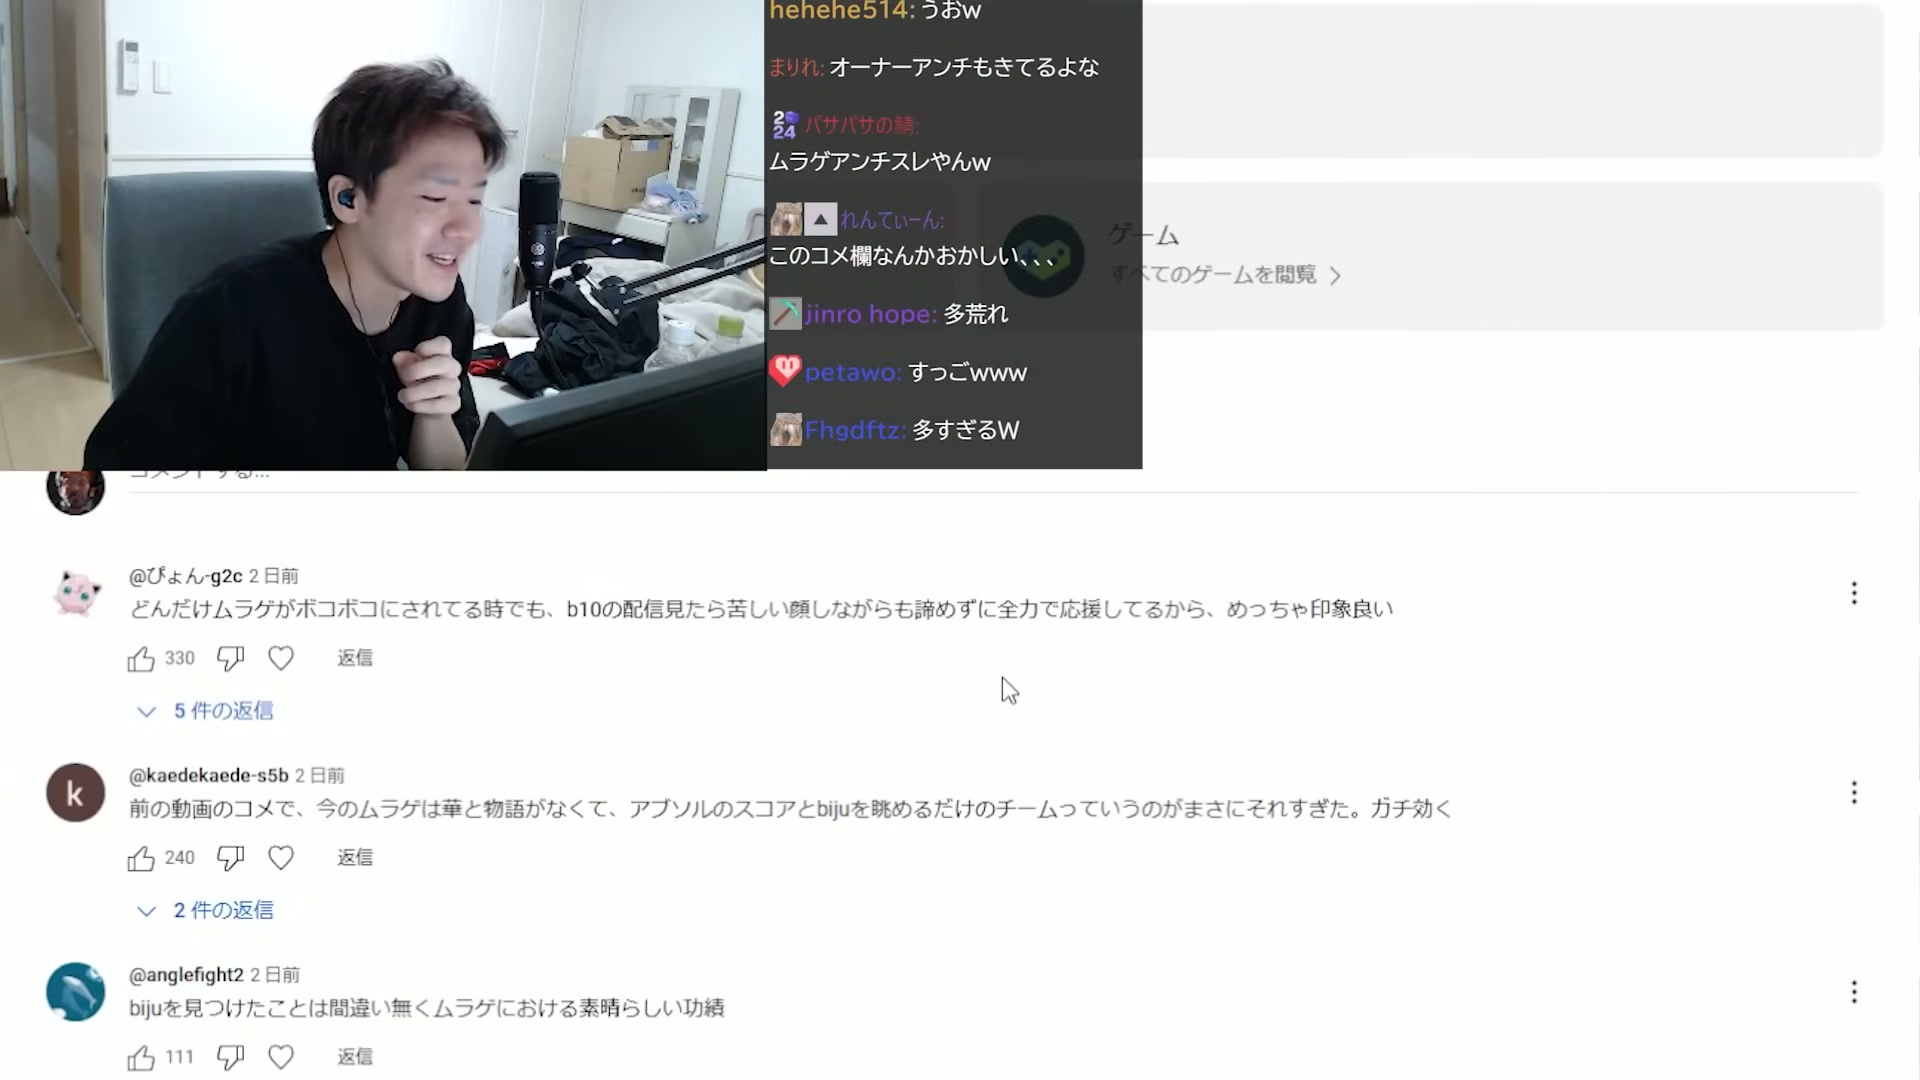 hehehe514: うおw
まりれ: オーナーアンチもきてるよな
パサパサの鯖:
ムラゲアンチスレやんw
れんてぃーん:
このコメ欄なんかおかしい、、、
jinro hope: 多荒れ
petawo: すっごwww
Fhgdftz: 多すぎるW
ゲーム
すべてのゲームを閲覧
コメントする...
@ぴょん-g2c 2 日前
どんだけムラゲがボコボコにされてる時でも、b10の配信見たら苦しい顔しながらも諦めずに全力で応援してるから、めっちゃ印象良い
330 返信
5 件の返信
k
@kaedekaede-s5b 2 日前
前の動画のコメで、今のムラゲは華と物語がなくて、アブソルのスコアとbijuを眺めるだけのチームっていうのがまさにそれすぎた。ガチ効く
240 返信
2 件の返信
@anglefight2 2 日前
bijuを見つけたことは間違い無くムラゲにおける素晴らしい功績
111 返信